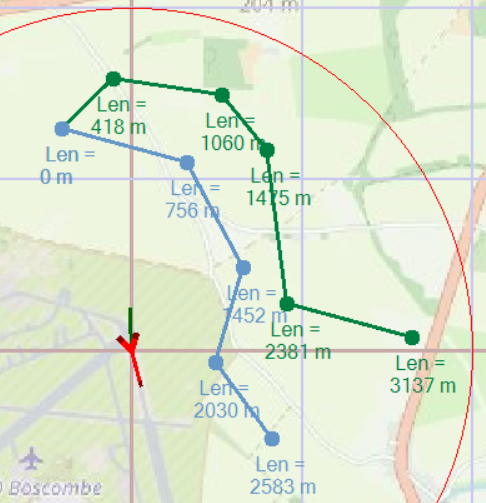 204 m
Len =
418 m
Len =
1060 m
Len =
0 m
Len =
756 m
Len =
1475 m
Len =
1452 m
Len =
2381 m
Len =
3137 m
Len =
2030 m
Len =
2583 m
Boscombe